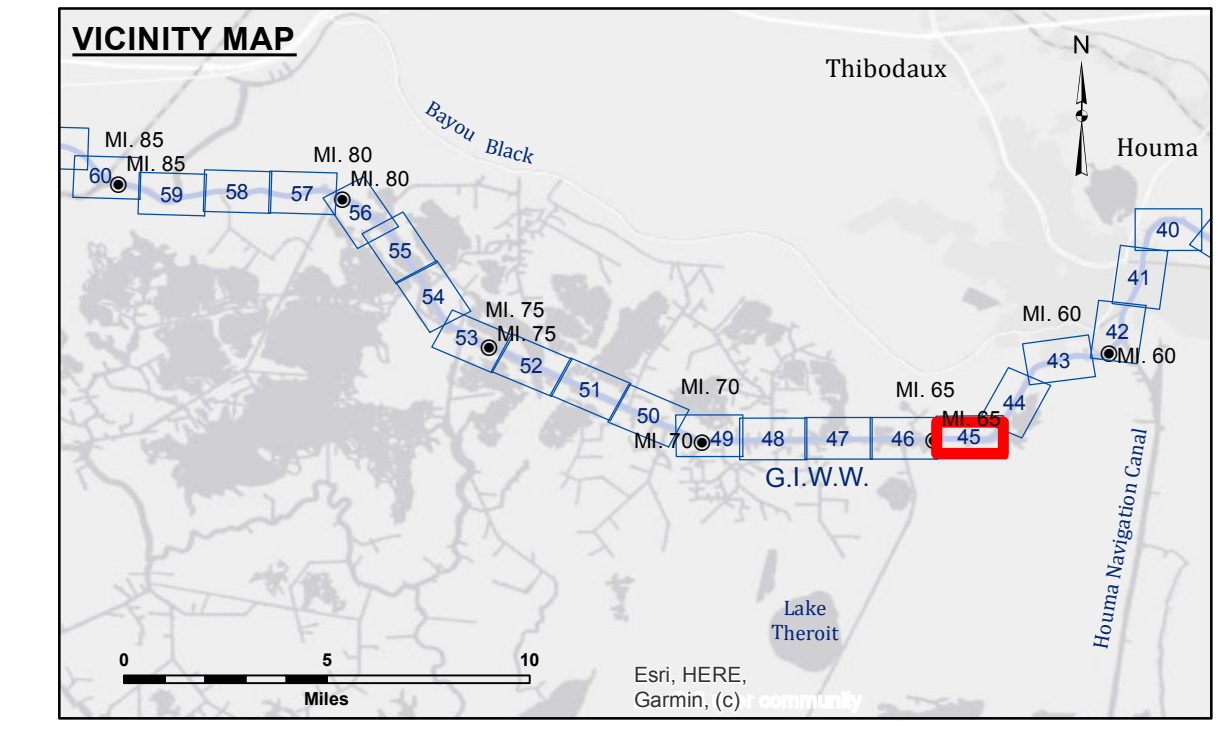 VICINITY MAP
N
Thibodaux
Houma
Bayou Black
MI. 85
MI. 85
60
59
58
57
MI. 80
MI. 80
56
55
54
53
MI. 75
MI. 75
52
51
50
MI. 70
MI. 70
49
48
47
46
MI. 65
MI. 65
45
44
43
MI. 60
MI. 60
42
41
40
G.I.W.W.
Houma Navigation Canal
Lake
Theroit
0 5 10
Miles
Esri, HERE,
Garmin, (c) community